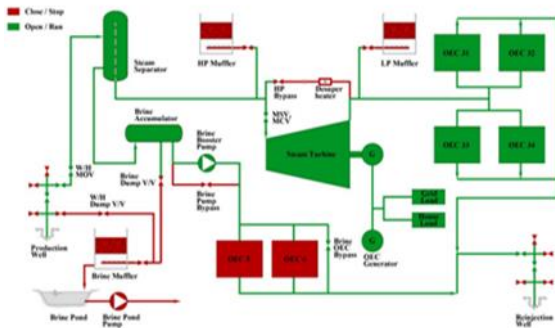 Close / Stop
Open / Run
Steam
Separator
HP Muffler
LP Muffler
HP
Bypass
Desuper
heater
MSV,
MCV
Steam Turbine
G
OEC 31
OEC 32
OEC 33
OEC 34
Brine
Accumulator
Brine
Booster
Pump
W/H
MOV
Brine
Dump V/V
W/H
Dump V/V
Brine
Pump
Bypass
Production
Well
Brine Muffler
Brine Pond
Brine Pond
Pump
Brine
OEC
Bypass
Grid
Load
House
Load
G
OEC
Generator
Reinjection
Well